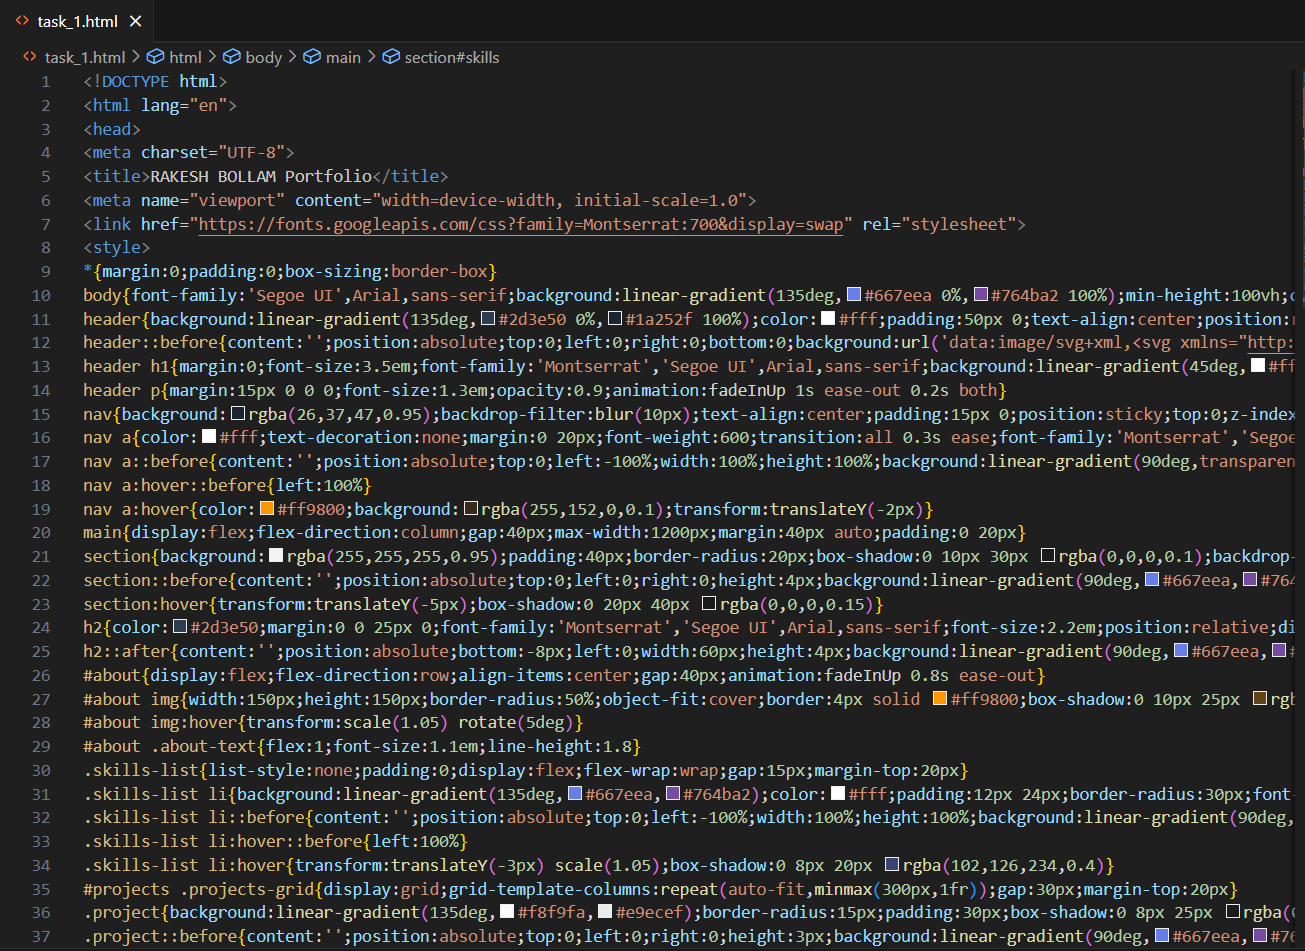 task_1.html
task_1.html > html > body > main > section#skills
1 <!DOCTYPE html>
2 <html lang="en">
3 <head>
4 <meta charset="UTF-8">
5 <title>RAKESH BOLLAM Portfolio</title>
6 <meta name="viewport" content="width=device-width, initial-scale=1.0">
7 <link href="https://fonts.googleapis.com/css?family=Montserrat:700&display=swap" rel="stylesheet">
8 <style>
9 *{margin:0;padding:0;box-sizing:border-box}
10 body{font-family:'Segoe UI',Arial,sans-serif;background:linear-gradient(135deg,#667eea 0%,#764ba2 100%);min-height:100vh;
11 header{background:linear-gradient(135deg,#2d3e50 0%,#1a252f 100%);color:#fff;padding:50px 0;text-align:center;position:
12 header::before{content:'';position:absolute;top:0;left:0;right:0;bottom:0;background:url('data:image/svg+xml,<svg xmlns="http:
13 header h1{margin:0;font-size:3.5em;font-family:'Montserrat','Segoe UI',Arial,sans-serif;background:linear-gradient(45deg,#ff
14 header p{margin:15px 0 0 0;font-size:1.3em;opacity:0.9;animation:fadeInUp 1s ease-out 0.2s both}
15 nav{background:rgba(26,37,47,0.95);backdrop-filter:blur(10px);text-align:center;padding:15px 0;position:sticky;top:0;z-index
16 nav a{color:#fff;text-decoration:none;margin:0 20px;font-weight:600;transition:all 0.3s ease;font-family:'Montserrat','Segoe
17 nav a::before{content:'';position:absolute;top:0;left:-100%;width:100%;height:100%;background:linear-gradient(90deg,transparen
18 nav a:hover::before{left:100%}
19 nav a:hover{color:#ff9800;background:rgba(255,152,0,0.1);transform:translateY(-2px)}
20 main{display:flex;flex-direction:column;gap:40px;max-width:1200px;margin:40px auto;padding:0 20px}
21 section{background:rgba(255,255,255,0.95);padding:40px;border-radius:20px;box-shadow:0 10px 30px rgba(0,0,0,0.1);backdrop-
22 section::before{content:'';position:absolute;top:0;left:0;right:0;height:4px;background:linear-gradient(90deg,#667eea,#764
23 section:hover{transform:translateY(-5px);box-shadow:0 20px 40px rgba(0,0,0,0.15)}
24 h2{color:#2d3e50;margin:0 0 25px 0;font-family:'Montserrat','Segoe UI',Arial,sans-serif;font-size:2.2em;position:relative;di
25 h2::after{content:'';position:absolute;bottom:-8px;left:0;width:60px;height:4px;background:linear-gradient(90deg,#667eea,#
26 #about{display:flex;flex-direction:row;align-items:center;gap:40px;animation:fadeInUp 0.8s ease-out}
27 #about img{width:150px;height:150px;border-radius:50%;object-fit:cover;border:4px solid #ff9800;box-shadow:0 10px 25px rgb
28 #about img:hover{transform:scale(1.05) rotate(5deg)}
29 #about .about-text{flex:1;font-size:1.1em;line-height:1.8}
30 .skills-list{list-style:none;padding:0;display:flex;flex-wrap:wrap;gap:15px;margin-top:20px}
31 .skills-list li{background:linear-gradient(135deg,#667eea,#764ba2);color:#fff;padding:12px 24px;border-radius:30px;font-
32 .skills-list li::before{content:'';position:absolute;top:0;left:-100%;width:100%;height:100%;background:linear-gradient(90deg,
33 .skills-list li:hover::before{left:100%}
34 .skills-list li:hover{transform:translateY(-3px) scale(1.05);box-shadow:0 8px 20px rgba(102,126,234,0.4)}
35 #projects .projects-grid{display:grid;grid-template-columns:repeat(auto-fit,minmax(300px,1fr));gap:30px;margin-top:20px}
36 .project{background:linear-gradient(135deg,#f8f9fa,#e9ecef);border-radius:15px;padding:30px;box-shadow:0 8px 25px rgba(
37 .project::before{content:'';position:absolute;top:0;left:0;right:0;height:3px;background:linear-gradient(90deg,#667eea,#76